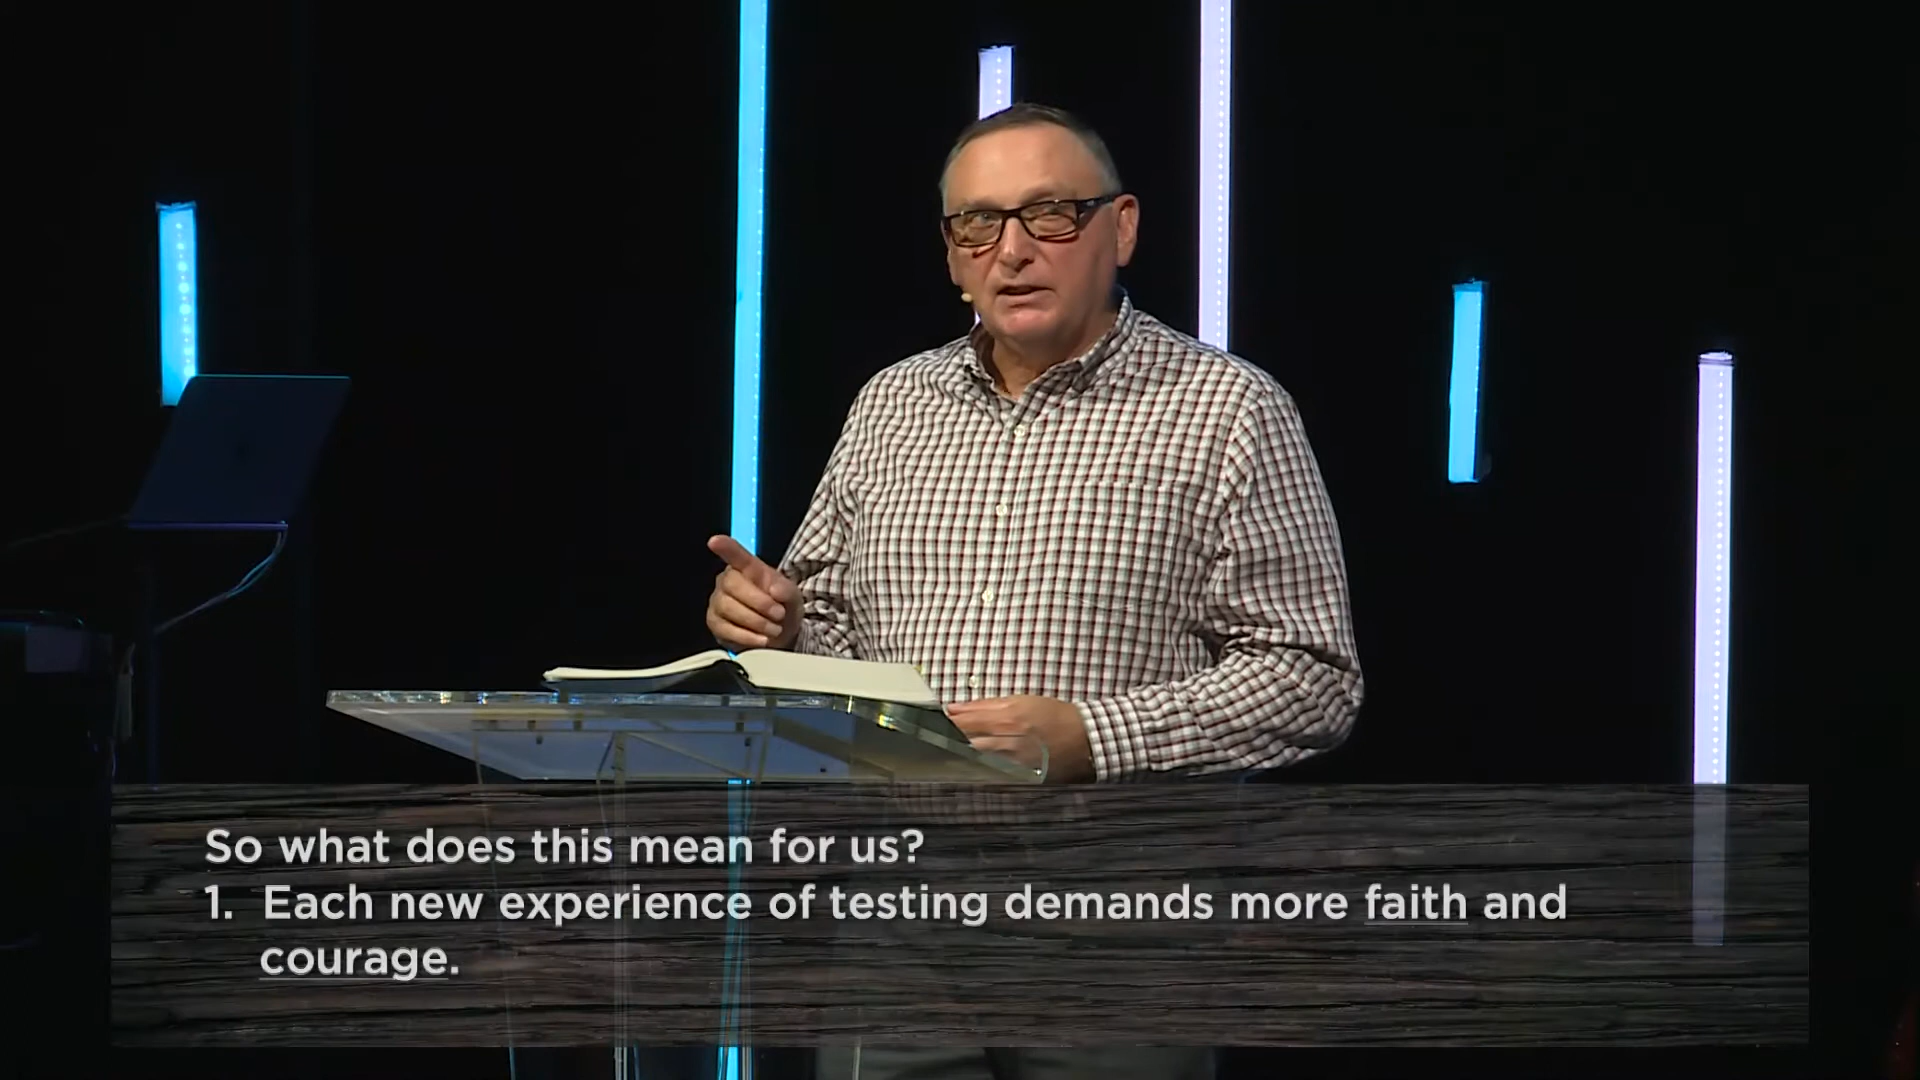 So what does this mean for us?
1. Each new experience of testing demands more faith and
courage.